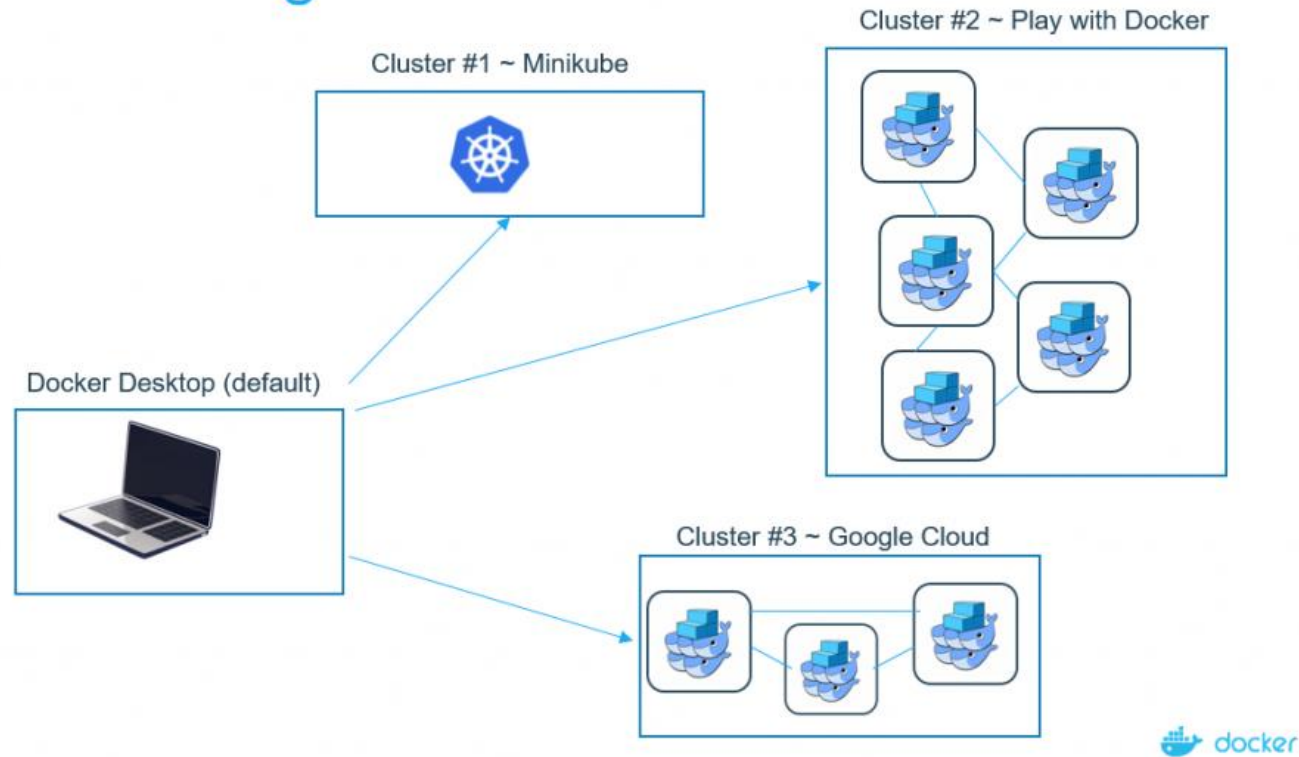 Cluster #2 ~ Play with Docker
Cluster #1 ~ Minikube
Docker Desktop (default)
Cluster #3 ~ Google Cloud
docker